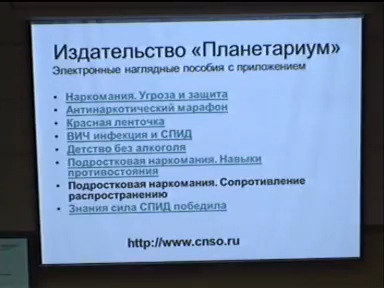 Издательство «Планетариум»
Электронные наглядные пособия с приложением
• Наркомания. Угроза и защита
• Антинаркотический марафон
• Красная ленточка
• ВИЧ инфекция и СПИД
• Детство без алкоголя
• Подростковая наркомания. Навыки
противостояния
• Подростковая наркомания. Сопротивление
распространению
• Знания сила СПИД победила
http://www.cnso.ru